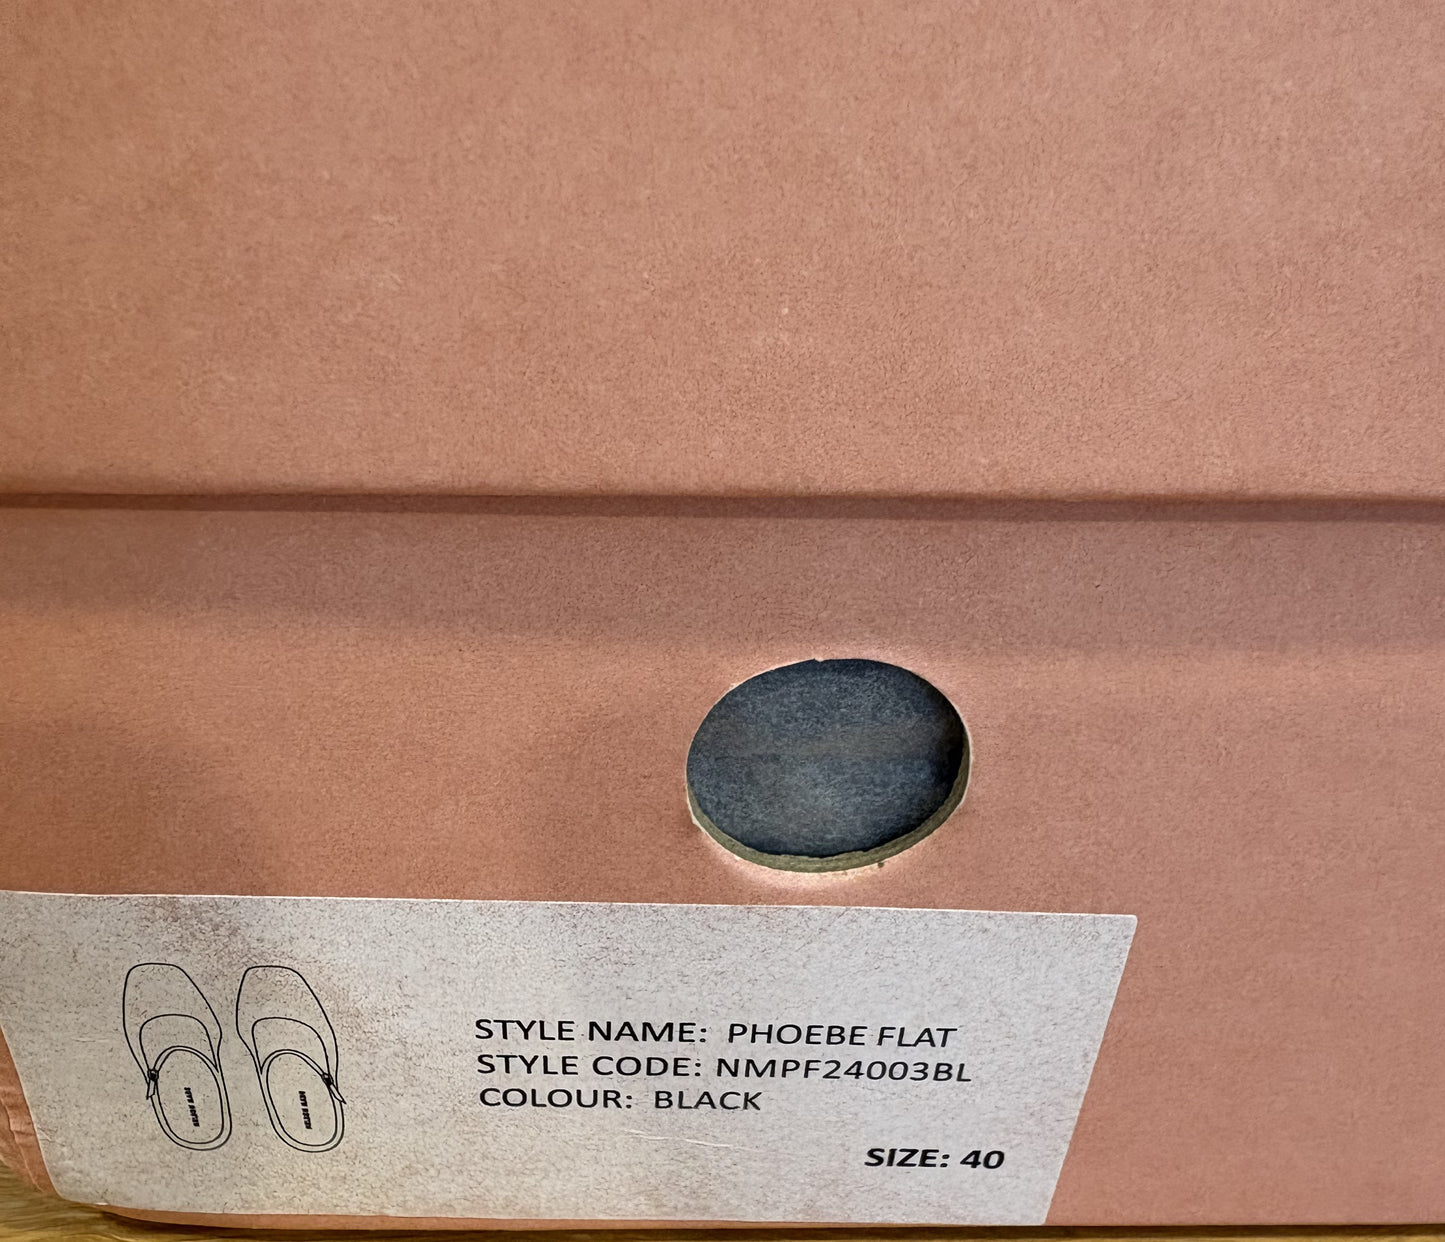 STYLE NAME: PHOEBE FLAT
STYLE CODE: NMPF24003BL
COLOUR: BLACK
SIZE: 40